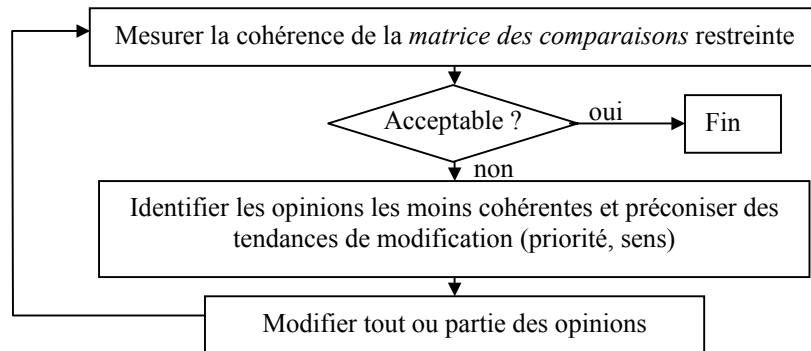 Mesurer la cohérence de la matrice des comparaisons restreinte
Acceptable ?
oui
Fin
non
Identifier les opinions les moins cohérentes et préconiser des
tendances de modification (priorité, sens)
Modifier tout ou partie des opinions